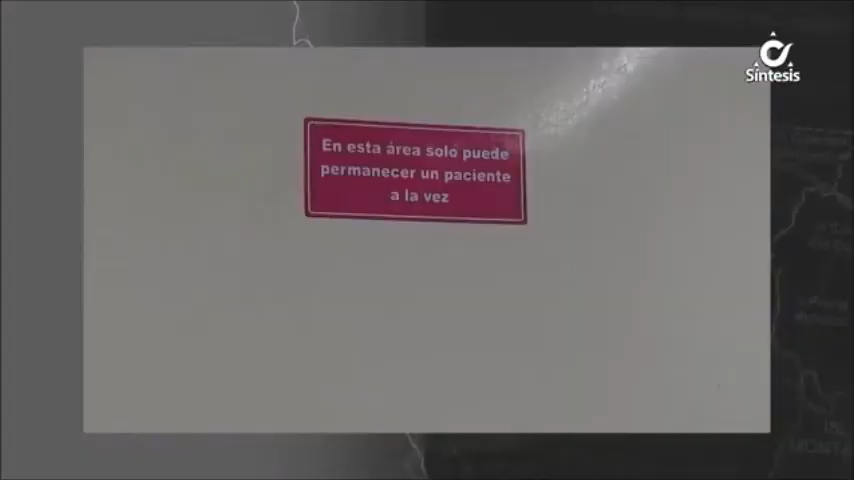 Síntesis
En esta área solo puede
permanecer un paciente
a la vez